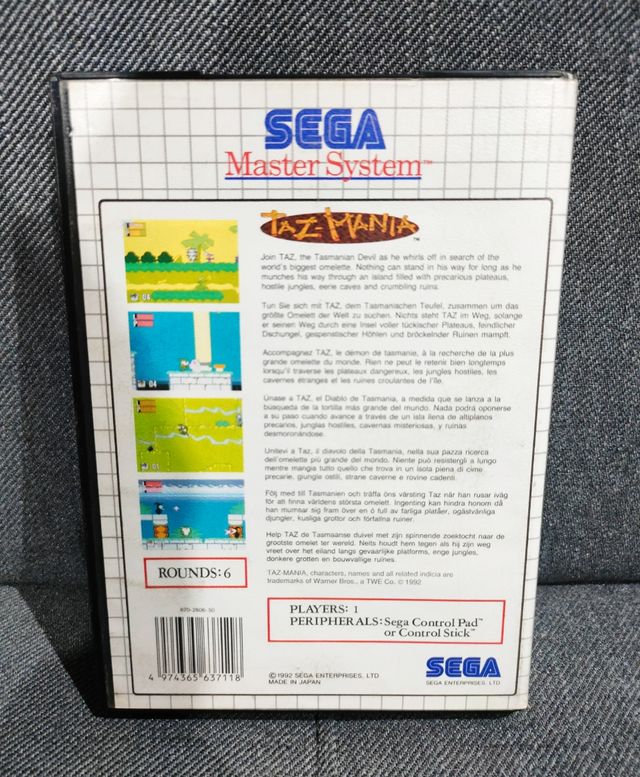 SEGA
Master System™
TAZ-MANIA™
Join TAZ, the Tasmanian Devil as he whirls off in search of the
world's biggest omelette. Nothing can stand in his way for long as he
munches his way through an island filled with precarious plateaus,
hostile jungles, eerie caves and crumbling ruins.
Tun Sie sich mit TAZ, dem Tasmanischen Teufel, zusammen um das
größte Omelett der Welt zu suchen. Nichts steht TAZ im Weg, solange
er seinen Weg durch eine Insel voller tückischer Plateaus, feindlicher
Dschungel, gespenstischer Höhlen und bröckelnder Ruinen mampft.
Accompagnez TAZ, le démon de tasmanie, à la recherche de la plus
grande omelette du monde. Rien ne peut le retenir bien longtemps
lorsqu'il traverse les plateaux dangereux, les jungles hostiles, les
cavernes étranges et les ruines croulantes de l'île.
Unase a TAZ, el Diablo de Tasmania, a medida que se lanza a la
búsqueda de la tortilla más grande del mundo. Nada podrá oponerse
a su paso cuando avance a través de un isla llena de altiplanos
precarios, junglas hostiles, cavernas misteriosas, y ruinas
desmoronándose.
Unitevi a Taz, il diavolo della Tasmania, nella sua pazza ricerca
dell'omelette più grande del mondo. Niente può resistergli a lungo
mentre mangia tutto quello che trova in un isola piena di cime
precarie, giungle ostili, strane caverne e rovine cadenti.
Följ med till Tasmanien och träffa öns värsting Taz når han rusar iväg
för att finna världens största omelett. Ingenting kan hindra honom då
han mumsar sig fram över en ö full av farliga platåer, ogästvänliga
djungler, kusliga grottor och förfallna ruiner.
Help TAZ de Tasmaanse duivel met zijn spinnende zoektocht naar de
grootste omelet ter wereld. Niets houdt hem tegen als hij zijn weg
vreet over het eiland langs gevaarlijke platforms, enge jungles,
donkere grotten en bouwvallige ruines.
TAZ-MANIA, characters, names and all related indicia are
trademarks of Warner Bros., a TWE Co. © 1992
04
04
01
ROUNDS: 6
670-2806-50
4 974365 637118
PLAYERS: 1
PERIPHERALS: Sega Control Pad™
or Control Stick™
© 1992 SEGA ENTERPRISES, LTD
MADE IN JAPAN
SEGA
SEGA ENTERPRISES, LTD